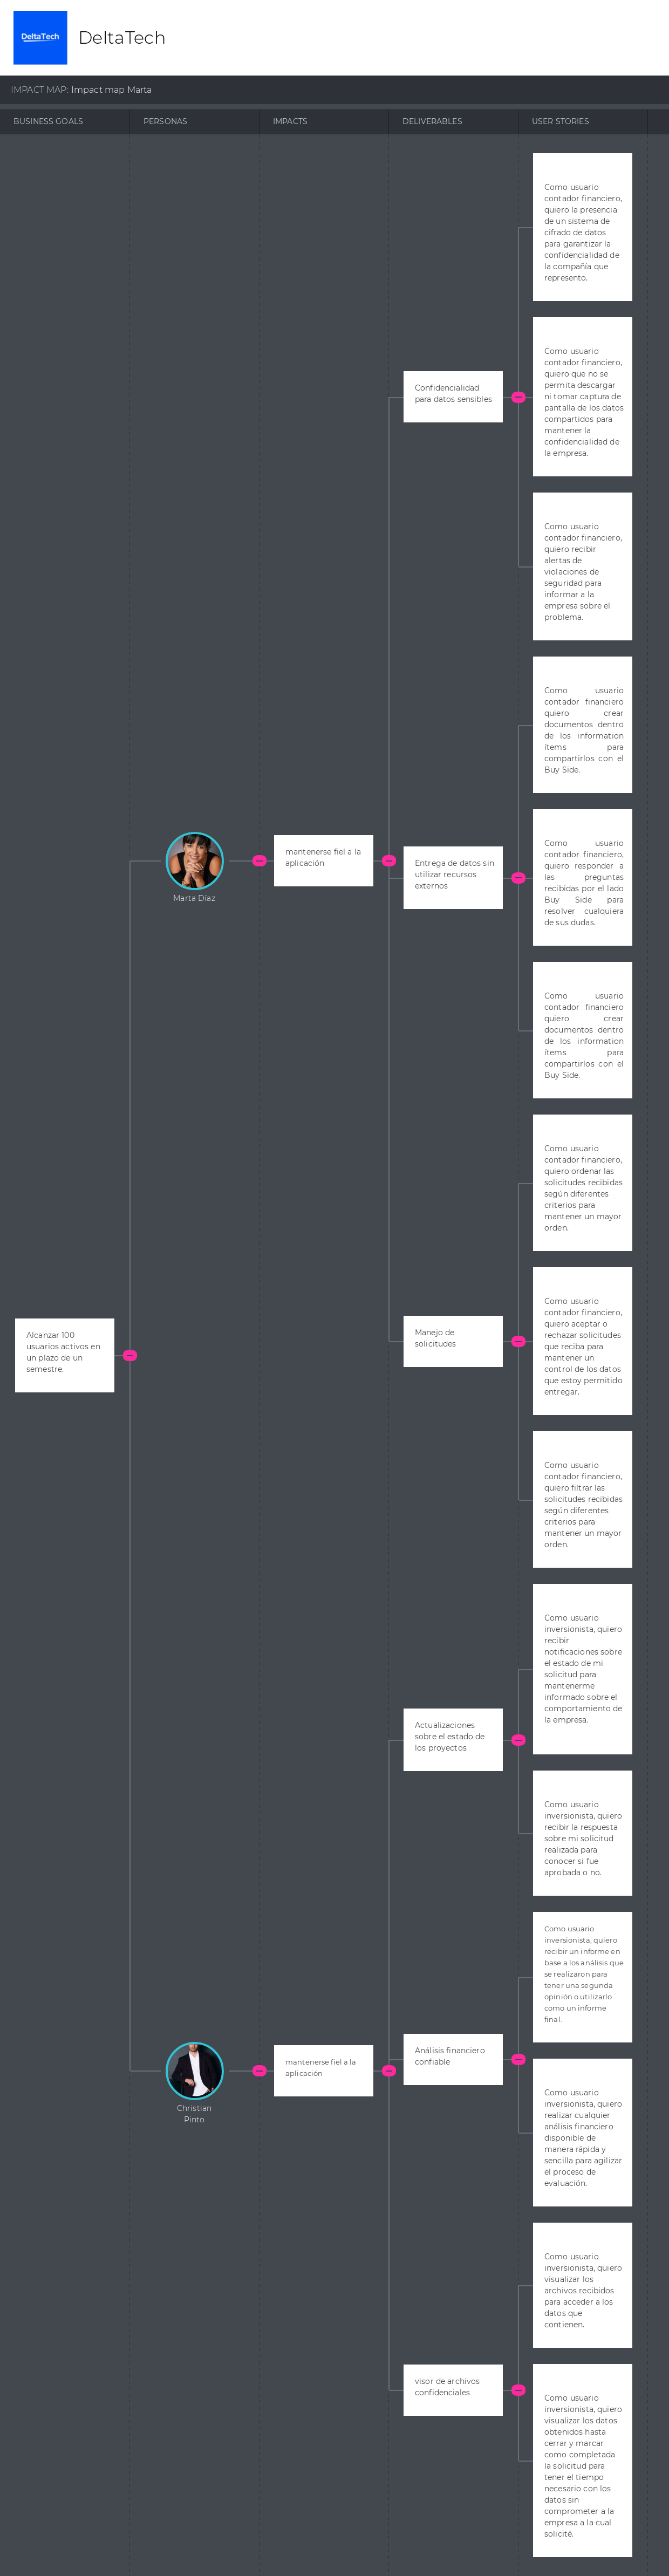 DeltaTech
DeltaTech
IMPACT MAP: Impact map Marta
BUSINESS GOALS
PERSONAS
IMPACTS
DELIVERABLES
USER STORIES
Alcanzar 100
usuarios activos en
un plazo de un
semestre.
Marta Díaz
mantenerse fiel a la
aplicación
Confidencialidad
para datos sensibles
Como usuario
contador financiero,
quiero la presencia
de un sistema de
cifrado de datos
para garantizar la
confidencialidad de
la compañía que
represento.
Como usuario
contador financiero,
quiero que no se
permita descargar
ni tomar captura de
pantalla de los datos
compartidos para
mantener la
confidencialidad de
la empresa.
Como usuario
contador financiero,
quiero recibir
alertas de
violaciones de
seguridad para
informar a la
empresa sobre el
problema.
Entrega de datos sin
utilizar recursos
externos
Como usuario
contador financiero
quiero crear
documentos dentro
de los information
ítems para
compartirlos con el
Buy Side.
Como usuario
contador financiero,
quiero responder a
las preguntas
recibidas por el lado
Buy Side para
resolver cualquiera
de sus dudas.
Como usuario
contador financiero
quiero crear
documentos dentro
de los information
ítems para
compartirlos con el
Buy Side.
Manejo de
solicitudes
Como usuario
contador financiero,
quiero ordenar las
solicitudes recibidas
según diferentes
criterios para
mantener un mayor
orden.
Como usuario
contador financiero,
quiero aceptar o
rechazar solicitudes
que reciba para
mantener un
control de los datos
que estoy permitido
entregar.
Como usuario
contador financiero,
quiero filtrar las
solicitudes recibidas
según diferentes
criterios para
mantener un mayor
orden.
Christian
Pinto
mantenerse fiel a la
aplicación
Actualizaciones
sobre el estado de
los proyectos
Como usuario
inversionista, quiero
recibir
notificaciones sobre
el estado de mi
solicitud para
mantenerme
informado sobre el
comportamiento de
la empresa.
Como usuario
inversionista, quiero
recibir la respuesta
sobre mi solicitud
realizada para
conocer si fue
aprobada o no.
Análisis financiero
confiable
Como usuario
inversionista, quiero
recibir un informe en
base a los análisis que
se realizaron para
tener una segunda
opinión o utilizarlo
como un informe
final.
Como usuario
inversionista, quiero
realizar cualquier
análisis financiero
disponible de
manera rápida y
sencilla para agilizar
el proceso de
evaluación.
visor de archivos
confidenciales
Como usuario
inversionista, quiero
visualizar los
archivos recibidos
para acceder a los
datos que
contienen.
Como usuario
inversionista, quiero
visualizar los datos
obtenidos hasta
cerrar y marcar
como completada
la solicitud para
tener el tiempo
necesario con los
datos sin
comprometer a la
empresa a la cual
solicité.